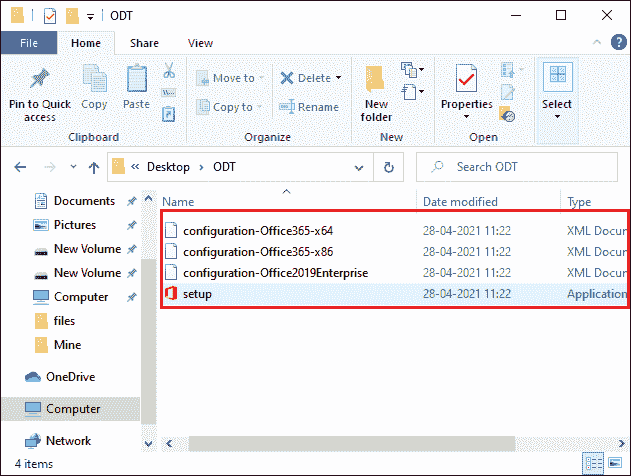 ODT
File Home Share View
Pin to Quick access
Copy
Paste
Clipboard
Move to
Copy to
Delete
Rename
Organize
New folder
New
Properties
Open
Select
Desktop ODT
Search ODT
Name Date modified Type
Documents
Pictures
New Volume
New Volume
Computer
files
Mine
OneDrive
Computer
Network
configuration-Office365-x64 28-04-2021 11:22 XML Docu
configuration-Office365-x86 28-04-2021 11:22 XML Docu
configuration-Office2019Enterprise 28-04-2021 11:22 XML Docu
setup 28-04-2021 11:22 Application
4 items